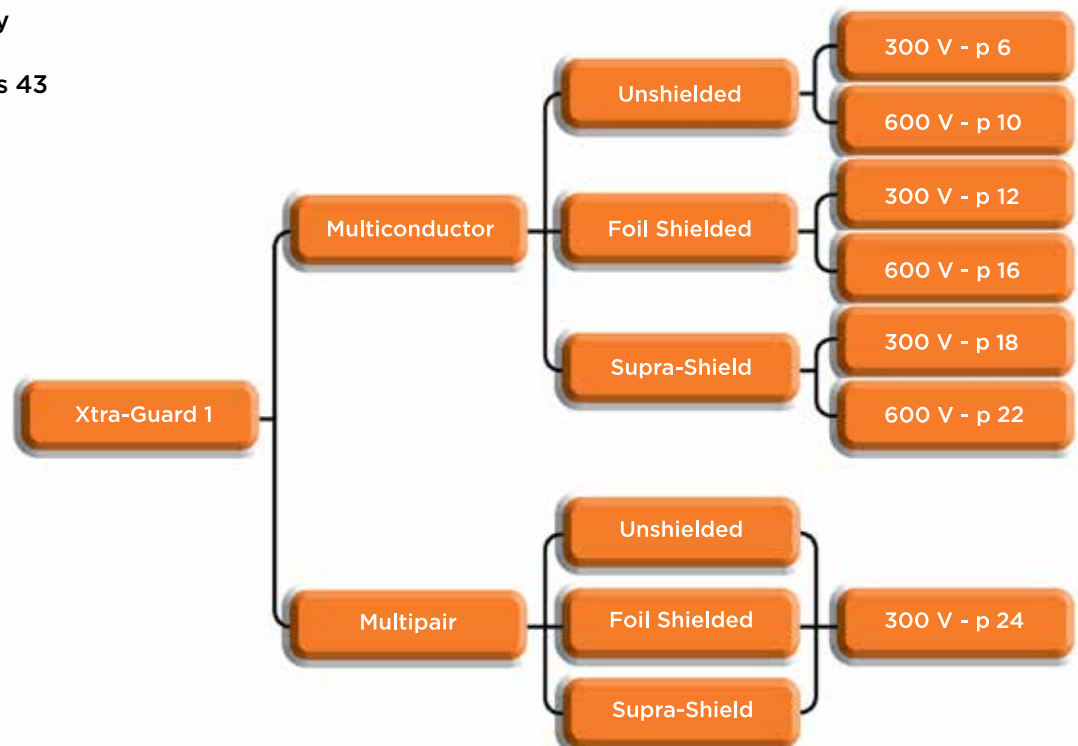 y
s 43
Xtra-Guard 1
Multiconductor
Unshielded
300 V - p 6
600 V - p 10
Foil Shielded
300 V - p 12
600 V - p 16
Supra-Shield
300 V - p 18
600 V - p 22
Multipair
Unshielded
Foil Shielded
Supra-Shield
300 V - p 24